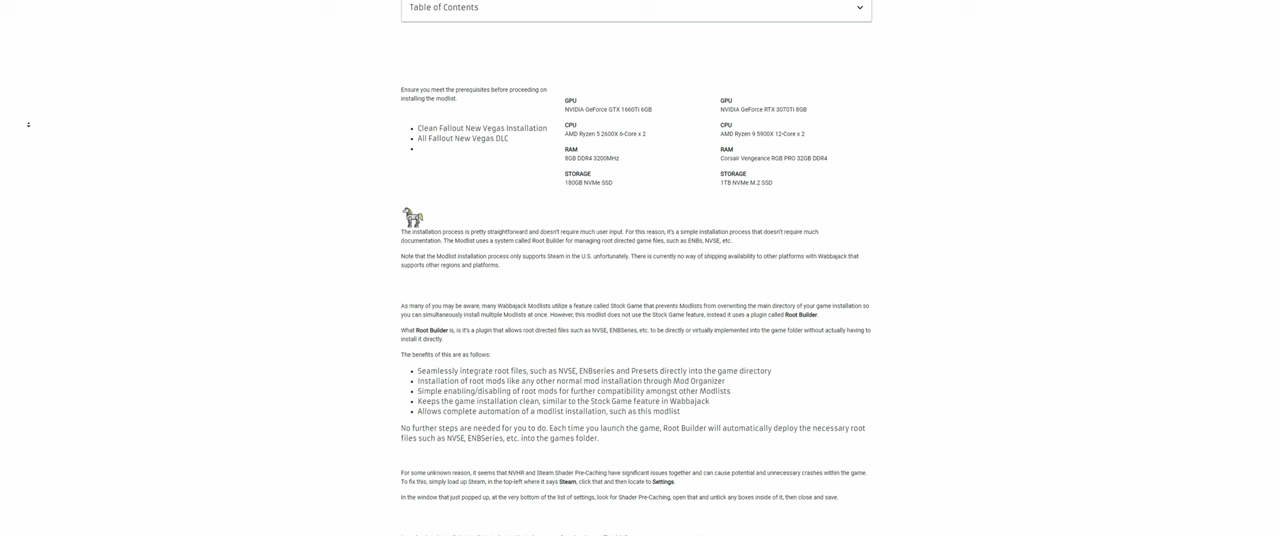 Table of Contents
Ensure you meet the prerequisites before proceeding on
installing the modlist.
Clean Fallout New Vegas Installation
All Fallout New Vegas DLC
GPU
NVIDIA GeForce GTX 1660Ti 6GB
CPU
AMD Ryzen 5 2600X 6-Core x 2
RAM
8GB DDR4 3200MHz
STORAGE
180GB NVMe SSD
GPU
NVIDIA GeForce RTX 3070Ti 8GB
CPU
AMD Ryzen 9 5900X 12-Core x 2
RAM
Corsair Vengeance RGB PRO 32GB DDR4
STORAGE
1TB NVMe M.2 SSD
The installation process is pretty straightforward and doesn't require much user input. For this reason, it's a simple installation process that doesn't require much
documentation. The Modlist uses a system called Root Builder for managing root directed game files, such as ENBs, NVSE, etc..
Note that the Modlist installation process only supports Steam in the U.S. unfortunately. There is currently no way of shipping availability to other platforms with Wabbajack that
supports other regions and platforms.
As many of you may be aware, many Wabbajack Modlists utilize a feature called Stock Game that prevents Modlists from overwriting the main directory of your game installation so
you can simultaneously install multiple Modlists at once. However, this modlist does not use the Stock Game feature, instead it uses a plugin called Root Builder.
What Root Builder is, is it's a plugin that allows root directed files such as NVSE, ENBSeries, etc. to be directly or virtually implemented into the game folder without actually having to
install it directly.
The benefits of this are as follows:
Seamlessly integrate root files, such as NVSE, ENBseries and Presets directly into the game directory
Installation of root mods like any other normal mod installation through Mod Organizer
Simple enabling/disabling of root mods for further compatibility amongst other Modlists
Keeps the game installation clean, similar to the Stock Game feature in Wabbajack
Allows complete automation of a modlist installation, such as this modlist
No further steps are needed for you to do. Each time you launch the game, Root Builder will automatically deploy the necessary root
files such as NVSE, ENBSeries, etc. into the games folder.
For some unknown reason, it seems that NVHR and Steam Shader Pre-Caching have significant issues together and can cause potential and unnecessary crashes within the game.
To fix this, simply load up Steam, in the top-left where it says Steam, click that and then locate to Settings.
In the window that just popped up, at the very bottom of the list of settings, look for Shader Pre-Caching, open that and untick any boxes inside of it, then close and save.